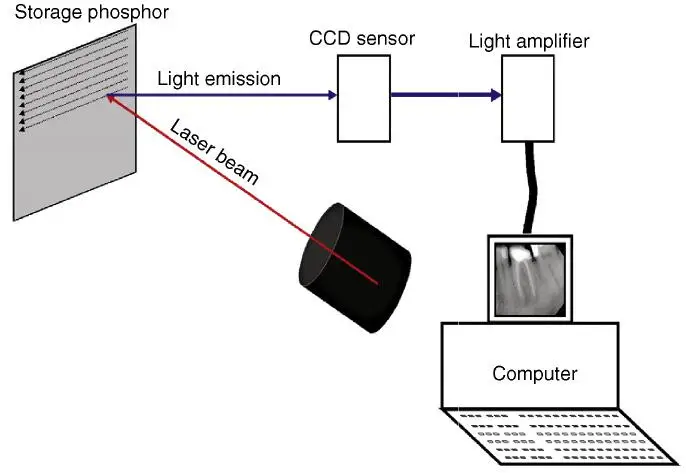 Storage phosphor
CCD sensor
Light amplifier
Light emission
Laser beam
Computer